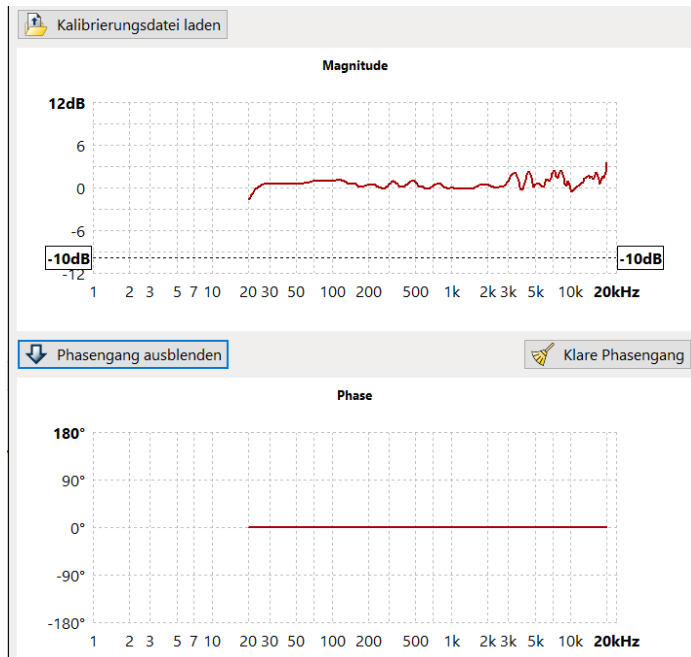 Kalibrierungsdatei laden
Magnitude
12dB
6
0
-6
-10dB -10dB
-12
1 2 3 5 7 10 20 30 50 100 200 500 1k 2k 3k 5k 10k 20kHz
Phasengang ausblenden Klare Phasengang
Phase
180°
90°
0°
-90°
-180°
1 2 3 5 7 10 20 30 50 100 200 500 1k 2k 3k 5k 10k 20kHz